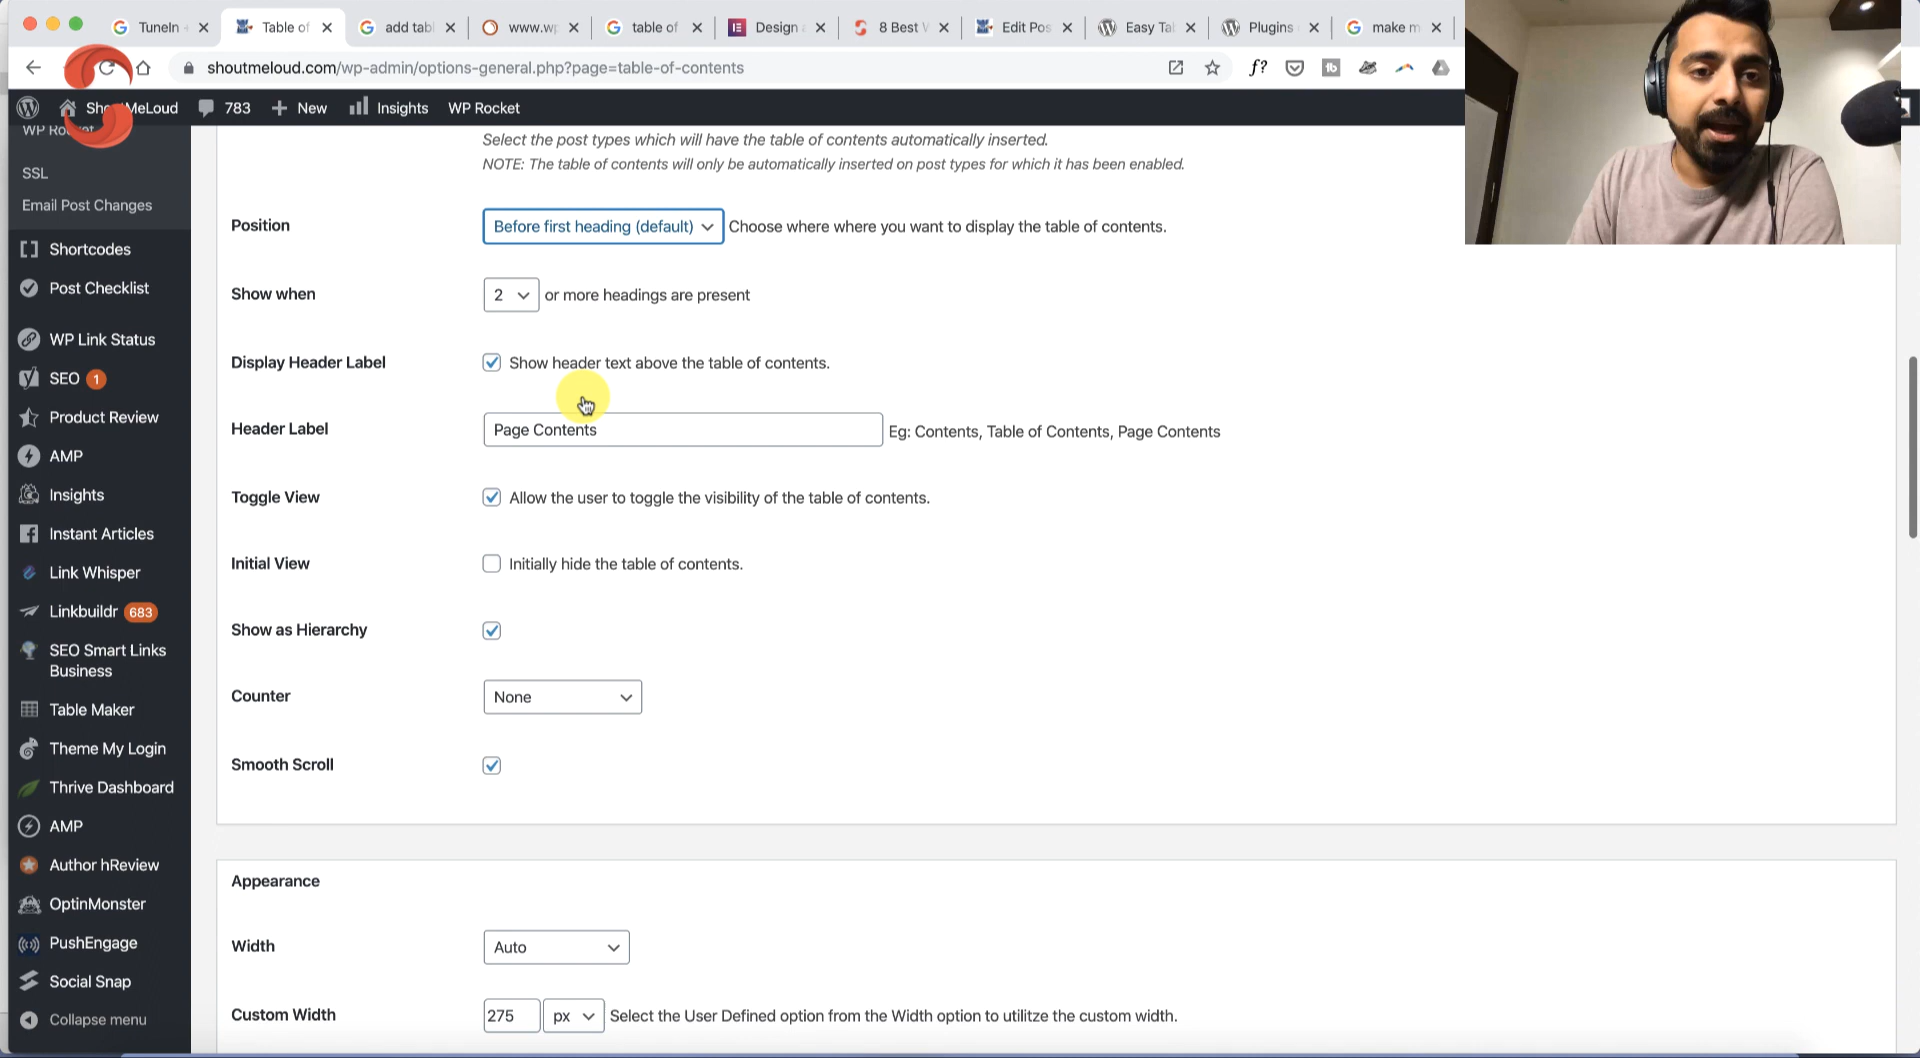 TuneIn
Table of
add tab
www.w
table of
Design
8 Best
Edit Pos
Easy Ta
Plugins
make m
shoutmeloud.com/wp-admin/options-general.php?page=table-of-contents
f?
MeLoud
783
New
Insights
WP Rocket
SSL
Email Post Changes
Shortcodes
Post Checklist
WP Link Status
SEO 1
Product Review
AMP
Insights
Instant Articles
Link Whisper
Linkbuildr 683
SEO Smart Links
Business
Table Maker
Theme My Login
Thrive Dashboard
AMP
Author hReview
OptinMonster
PushEngage
Social Snap
Collapse menu
Select the post types which will have the table of contents automatically inserted.
NOTE: The table of contents will only be automatically inserted on post types for which it has been enabled.
Position
Before first heading (default) Choose where where you want to display the table of contents.
Show when
2 or more headings are present
Display Header Label
Show header text above the table of contents.
Header Label
Page Contents Eg: Contents, Table of Contents, Page Contents
Toggle View
Allow the user to toggle the visibility of the table of contents.
Initial View
Initially hide the table of contents.
Show as Hierarchy
Counter
None
Smooth Scroll
Appearance
Width
Auto
Custom Width
275 px Select the User Defined option from the Width option to utilitze the custom width.